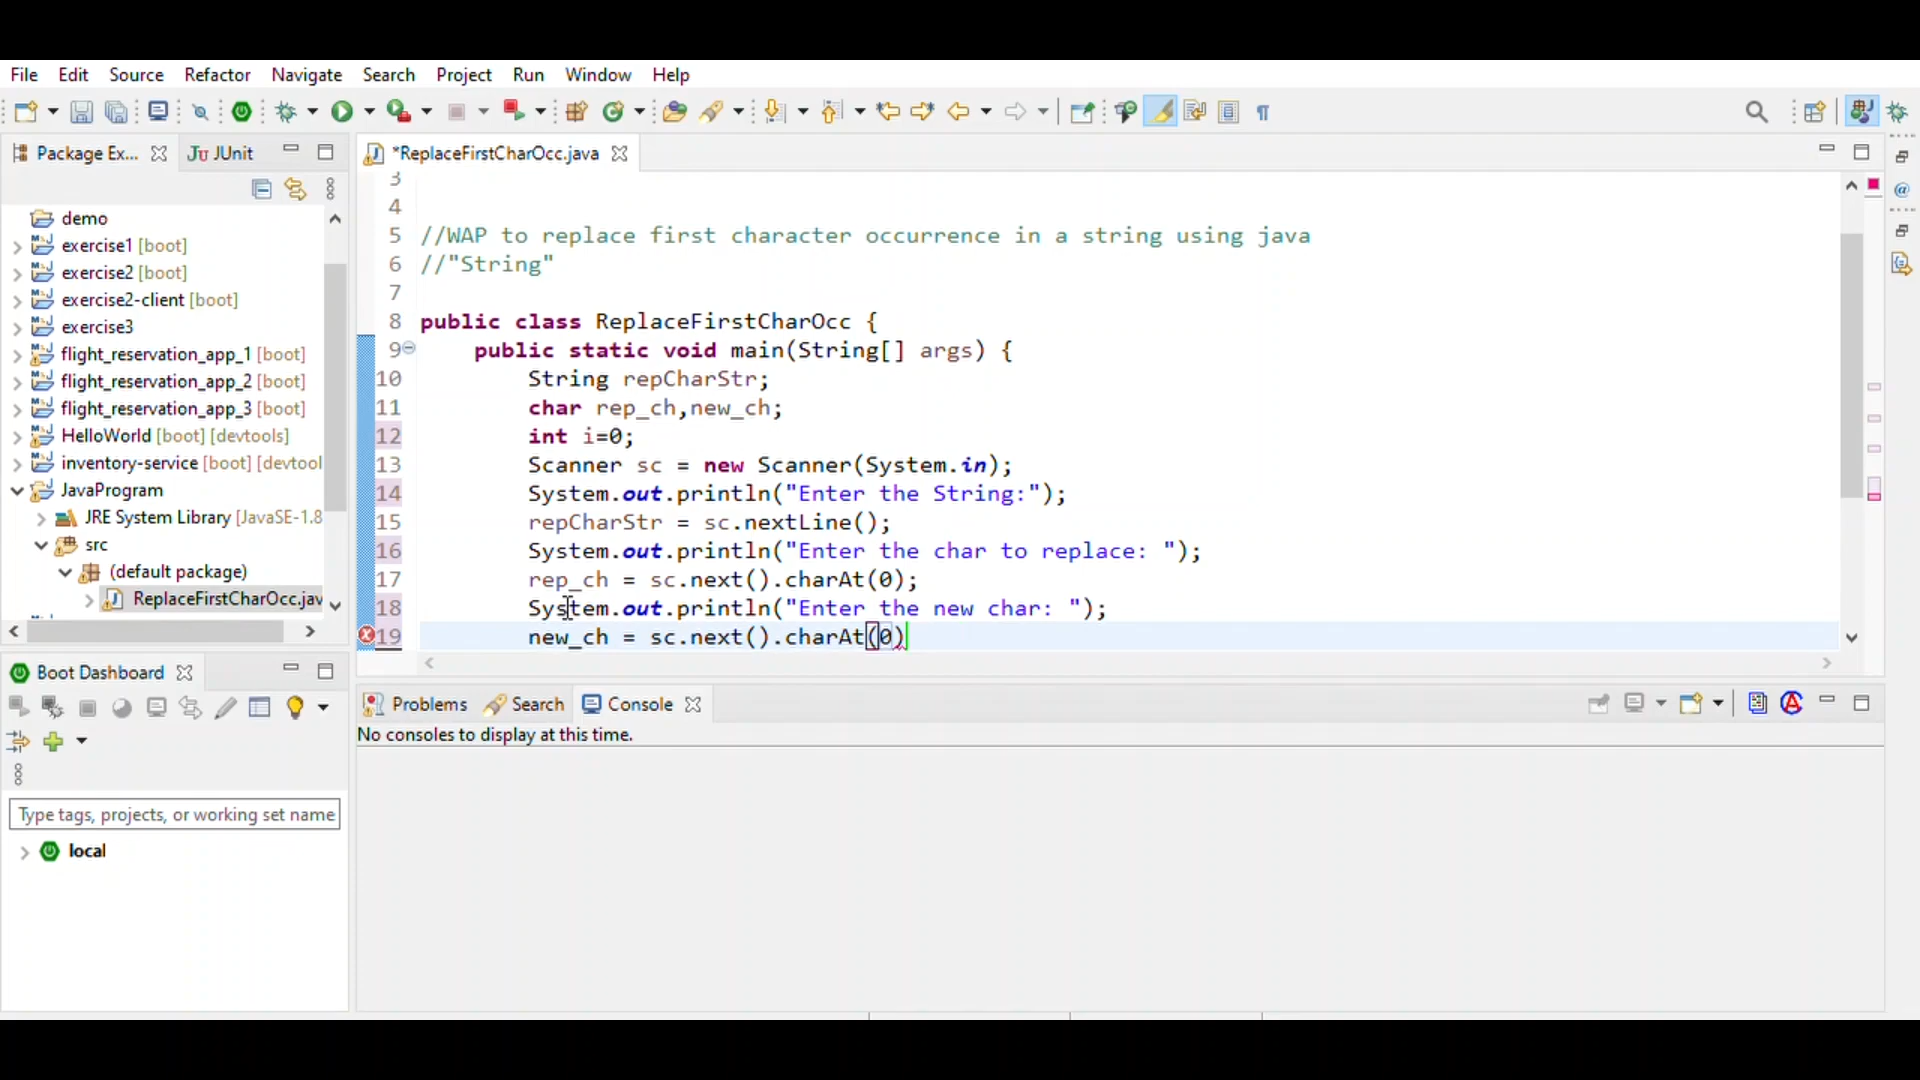 File Edit Source Refactor Navigate Search Project Run Window Help
Package Ex... JUnit
*ReplaceFirstCharOcc.java
demo
exercise1 [boot]
exercise2 [boot]
exercise2-client [boot]
exercise3
flight_reservation_app_1 [boot]
flight_reservation_app_2 [boot]
flight_reservation_app_3 [boot]
HelloWorld [boot] [devtools]
inventory-service [boot] [devtool
JavaProgram
JRE System Library [JavaSE-1.8
src
(default package)
ReplaceFirstCharOcc.jav
3
4
5 //WAP to replace first character occurrence in a string using java
6 //"String"
7
8 public class ReplaceFirstCharOcc {
9 public static void main(String[] args) {
10 String repCharStr;
11 char rep_ch,new_ch;
12 int i=0;
13 Scanner sc = new Scanner(System.in);
14 System.out.println("Enter the String:");
15 repCharStr = sc.nextLine();
16 System.out.println("Enter the char to replace: ");
17 rep_ch = sc.next().charAt(0);
18 System.out.println("Enter the new char: ");
19 new_ch = sc.next().charAt(0)
Boot Dashboard
Type tags, projects, or working set name
local
Problems Search Console
No consoles to display at this time.